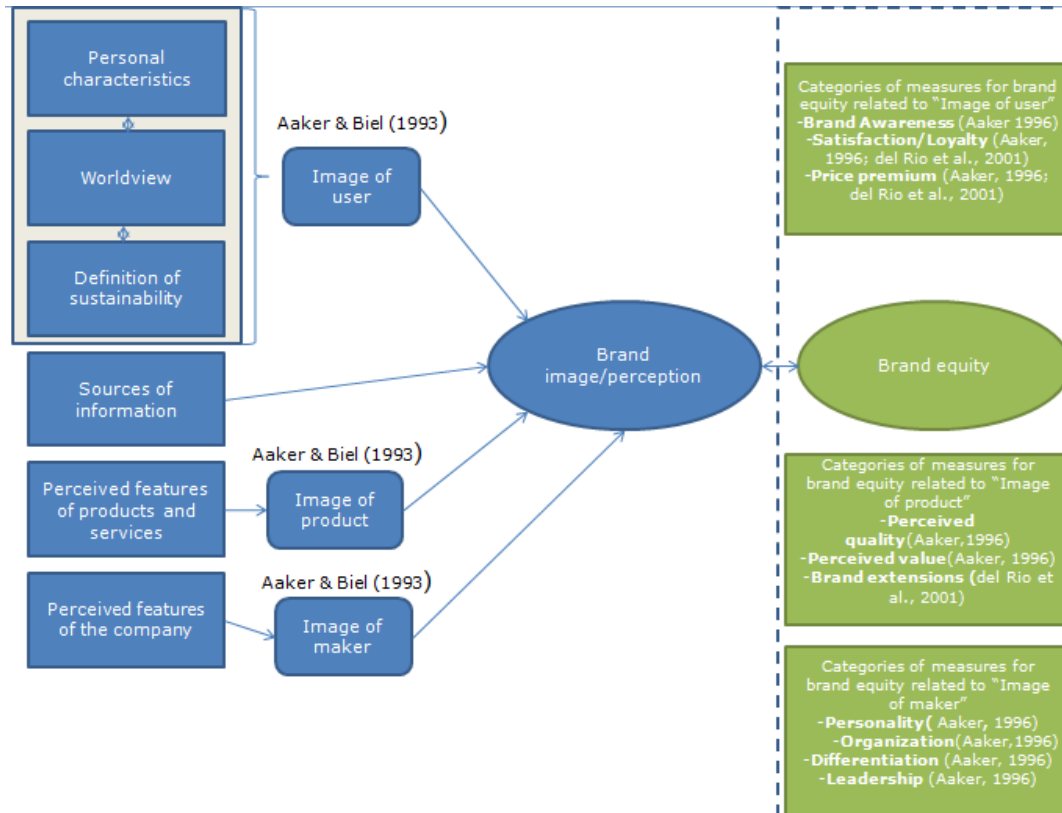 Personal
characteristics
Worldview
Definition of
sustainability
Aaker & Biel (1993)
Image of
user
Sources of
information
Perceived features
of products and
services
Aaker & Biel (1993)
Image of
product
Perceived features
of the company
Aaker & Biel (1993)
Image of
maker
Brand
image/perception
Categories of measures for brand
equity related to “Image of user”
-Brand Awareness (Aaker 1996)
-Satisfaction/Loyalty (Aaker,
1996; del Rio et al., 2001)
-Price premium (Aaker, 1996;
del Rio et al., 2001)
Brand equity
Categories of measures for
brand equity related to “Image
of product”
-Perceived
quality(Aaker,1996)
-Perceived value(Aaker, 1996)
-Brand extensions (del Rio et
al., 2001)
Categories of measures for
brand equity related to “Image
of maker”
-Personality( Aaker, 1996)
-Organization(Aaker,1996)
-Differentiation (Aaker, 1996)
-Leadership (Aaker, 1996)